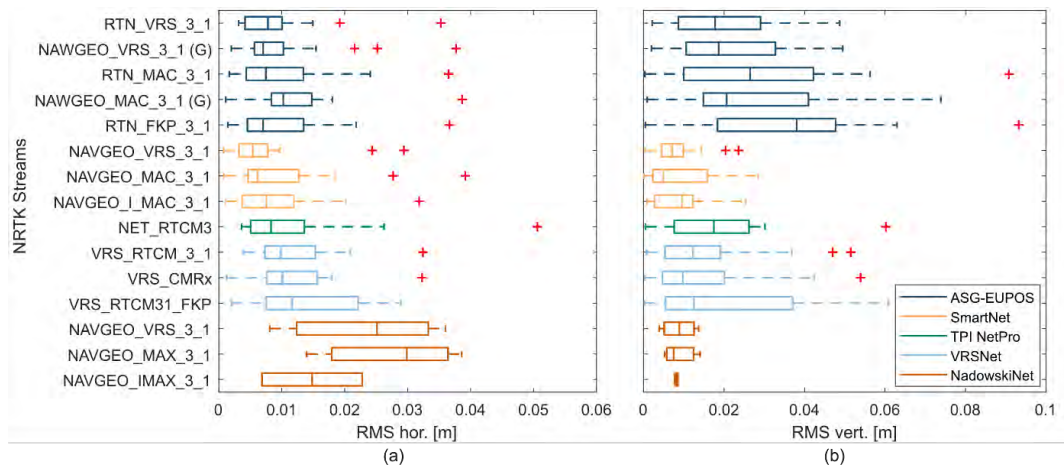 NRTK Streams
RTN_VRS_3_1
NAWGEO_VRS_3_1 (G)
RTN_MAC_3_1
NAWGEO_MAC_3_1 (G)
RTN_FKP_3_1
NAVGEO_VRS_3_1
NAVGEO_MAC_3_1
NAVGEO_I_MAC_3_1
NET_RTCM3
VRS_RTCM_3_1
VRS_CMRx
VRS_RTCM31_FKP
NAVGEO_VRS_3_1
NAVGEO_MAX_3_1
NAVGEO_IMAX_3_1
0 0.01 0.02 0.03 0.04 0.05 0.06
RMS hor. [m]
(a)
ASG-EUPOS
SmartNet
TPI NetPro
VRSNet
NadowskiNet
0 0.02 0.04 0.06 0.08 0.1
RMS vert. [m]
(b)